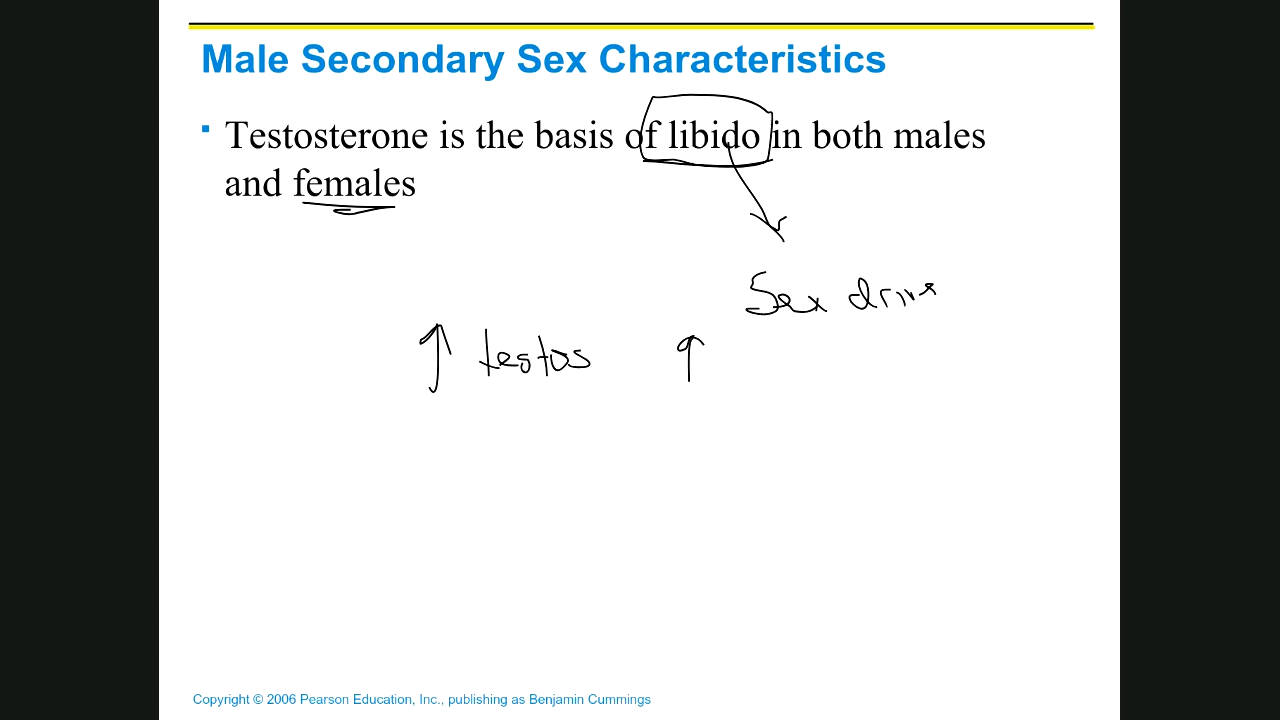 Male Secondary Sex Characteristics
▪ Testosterone is the basis of libido in both males
and females
Sex drive
↑ testos ↑
Copyright © 2006 Pearson Education, Inc., publishing as Benjamin Cummings